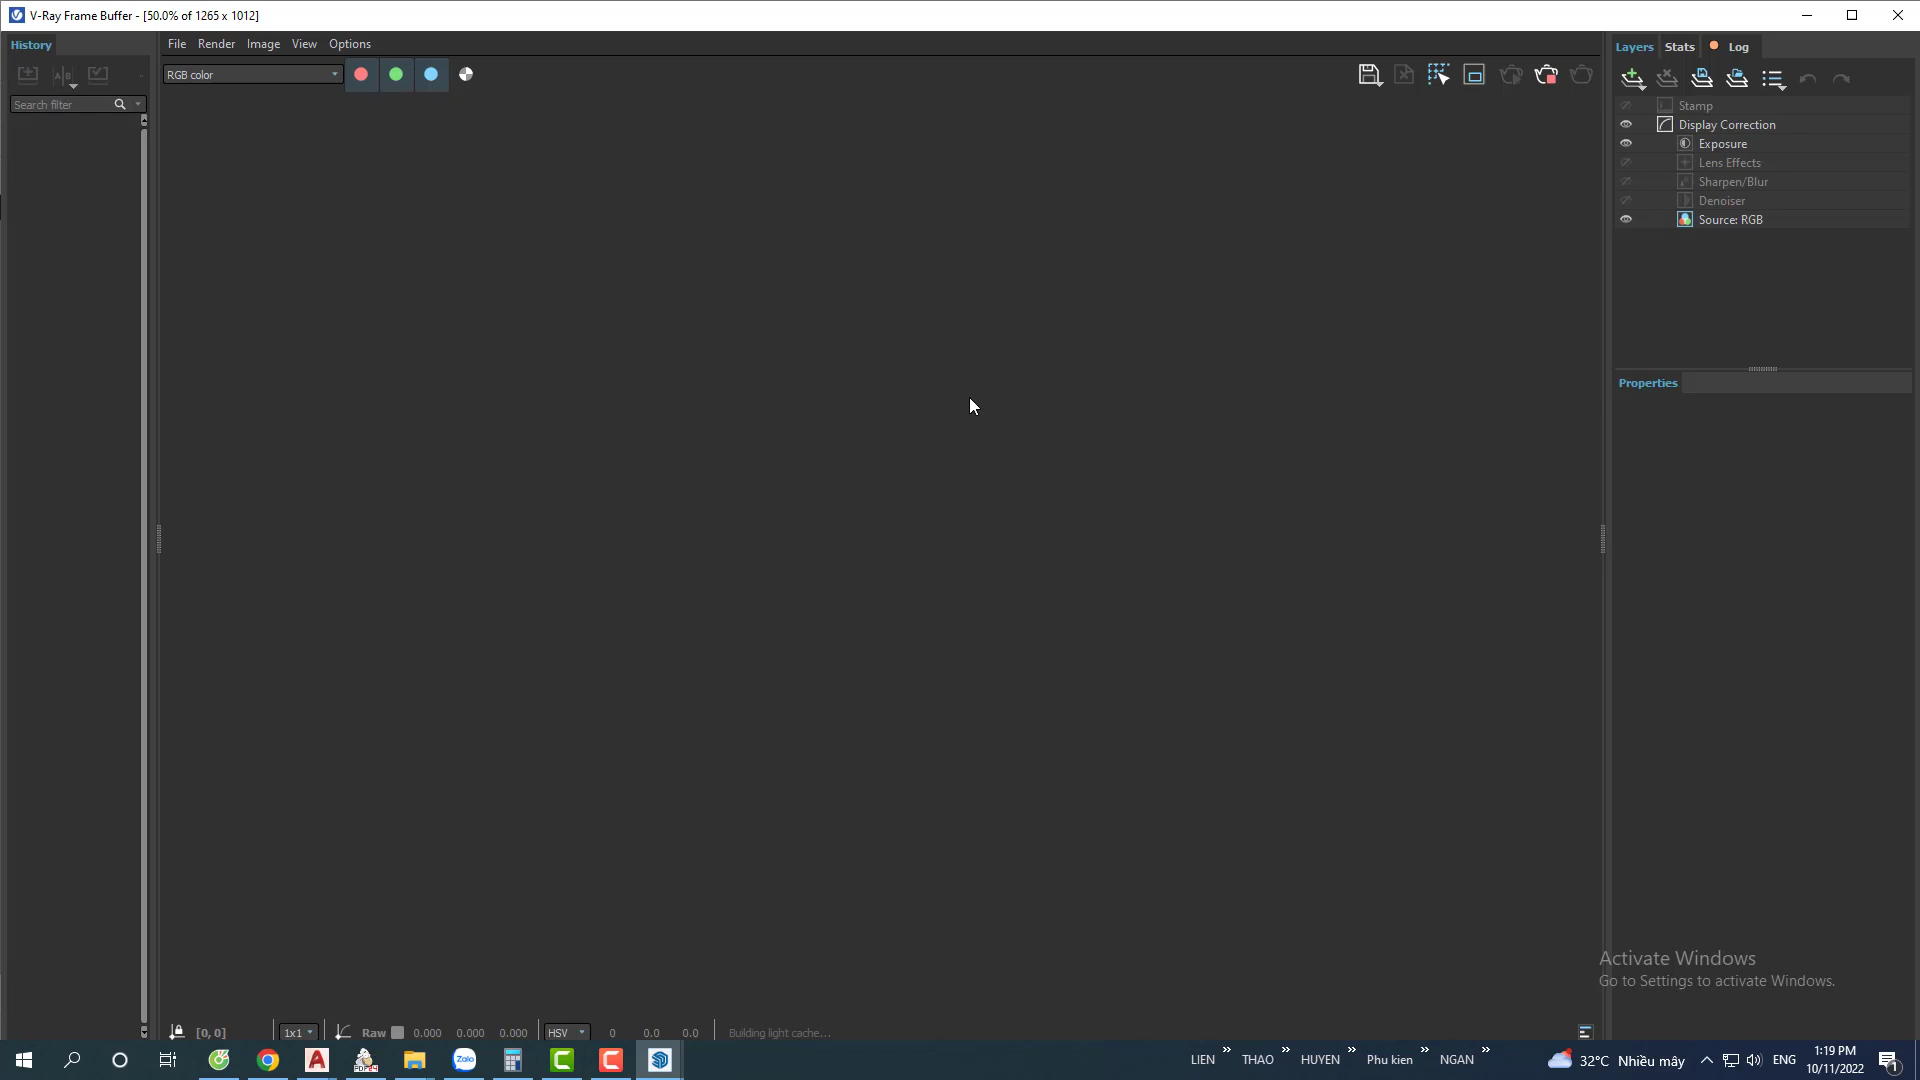 V-Ray Frame Buffer - [50.0% of 1265 x 1012]
History
File Render Image View Options
Layers Stats Log
RGB color
A B
Search filter
Stamp
Display Correction
Exposure
Lens Effects
Sharpen/Blur
Denoiser
Source: RGB
Properties
Activate Windows
Go to Settings to activate Windows.
[0, 0] 1x1 Raw 0.000 0.000 0.000 HSV 0 0.0 0.0 Building light cache...
A PDF24 Zalo C C
LIEN » THAO » HUYEN » Phu kien » NGAN »
32°C Nhiều mây ENG
1:19 PM
10/11/2022
1